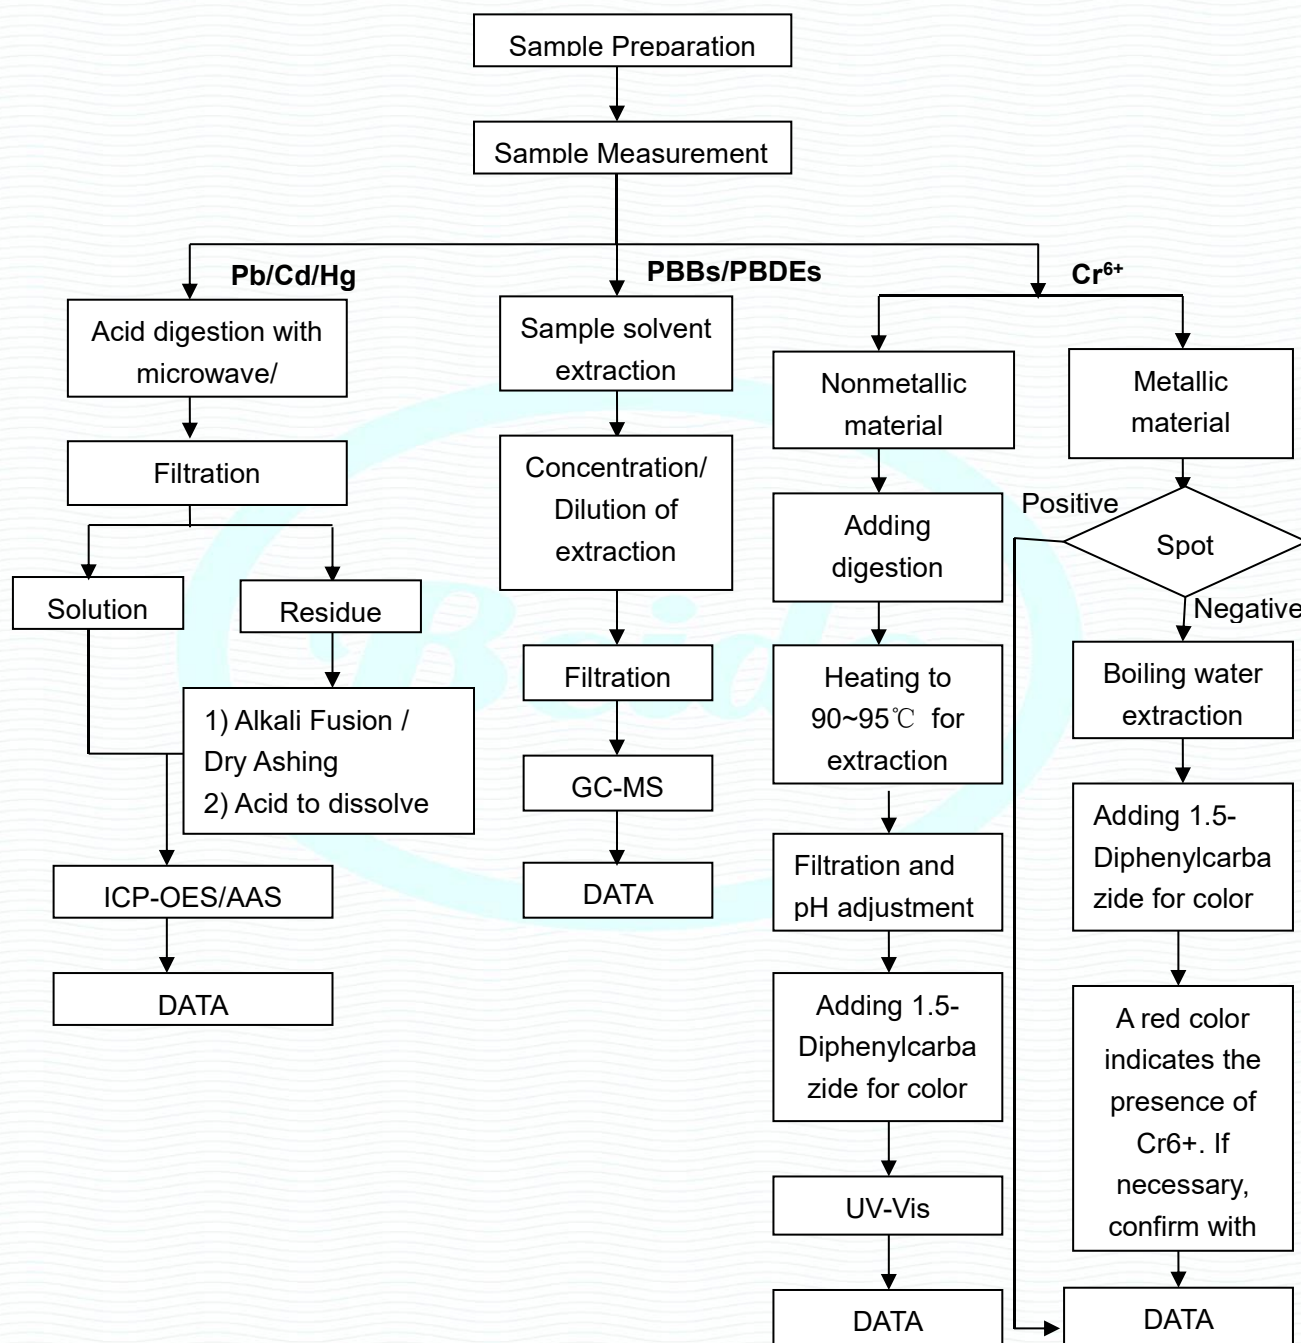 Sample Preparation
Sample Measurement
Pb/Cd/Hg
PBBs/PBDEs
Cr6+
Acid digestion with
microwave/
Filtration
Solution
Residue
1) Alkali Fusion /
Dry Ashing
2) Acid to dissolve
ICP-OES/AAS
DATA
Sample solvent
extraction
Concentration/
Dilution of
extraction
Filtration
GC-MS
DATA
Nonmetallic
material
Adding
digestion
Heating to
90~95℃ for
extraction
Filtration and
pH adjustment
Adding 1.5-
Diphenylcarba
zide for color
UV-Vis
DATA
Metallic
material
Positive
Spot
Negative
Boiling water
extraction
Adding 1.5-
Diphenylcarba
zide for color
A red color
indicates the
presence of
Cr6+. If
necessary,
confirm with
DATA